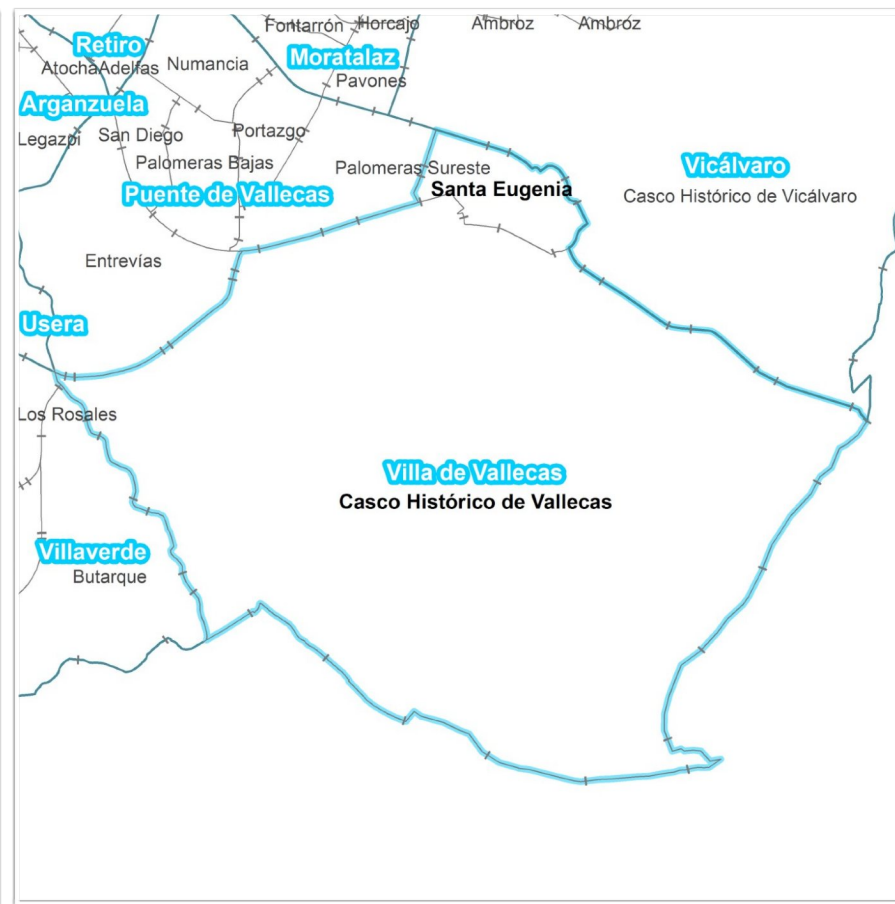 Fontarrón Horcajo Ambroz Ambroz
Retiro
Moratalaz
Atocha Adelfas Numancia
Pavones
Arganzuela
Legazpi San Diego Portazgo
Palomeras Bajas Palomeras Sureste Vicálvaro
Puente de Vallecas Santa Eugenia Casco Histórico de Vicálvaro
Entrevías
Usera
Los Rosales
Villa de Vallecas
Casco Histórico de Vallecas
Villaverde
Butarque